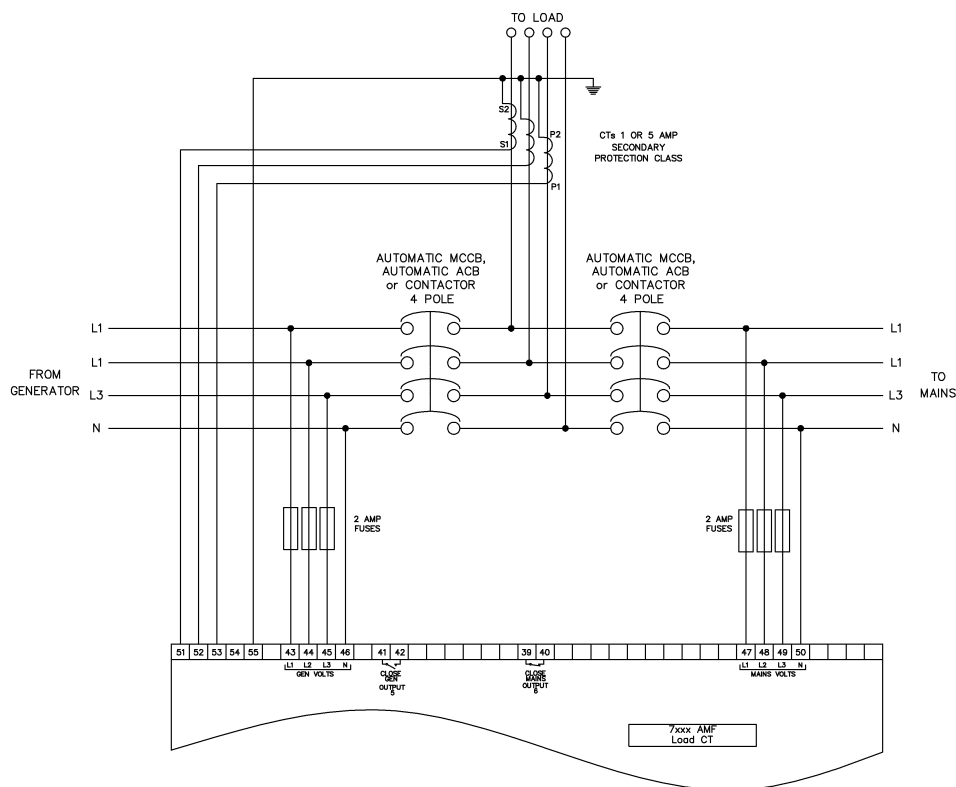 TO LOAD
S2
S1
P2
P1
CTs 1 OR 5 AMP
SECONDARY
PROTECTION CLASS
AUTOMATIC MCCB,
AUTOMATIC ACB
or CONTACTOR
4 POLE
AUTOMATIC MCCB,
AUTOMATIC ACB
or CONTACTOR
4 POLE
L1
L1
L3
N
FROM
GENERATOR
L1
L1
L3
N
TO
MAINS
2 AMP
FUSES
2 AMP
FUSES
51 52 53 54 55 43 44 45 46 41 42 39 40 47 48 49 50
L1 L2 L3 N
GEN VOLTS
CLOSE
GEN
OUTPUT
5
CLOSE
MAINS
OUTPUT
6
L1 L2 L3 N
MAINS VOLTS
7xxx AMF
Load CT